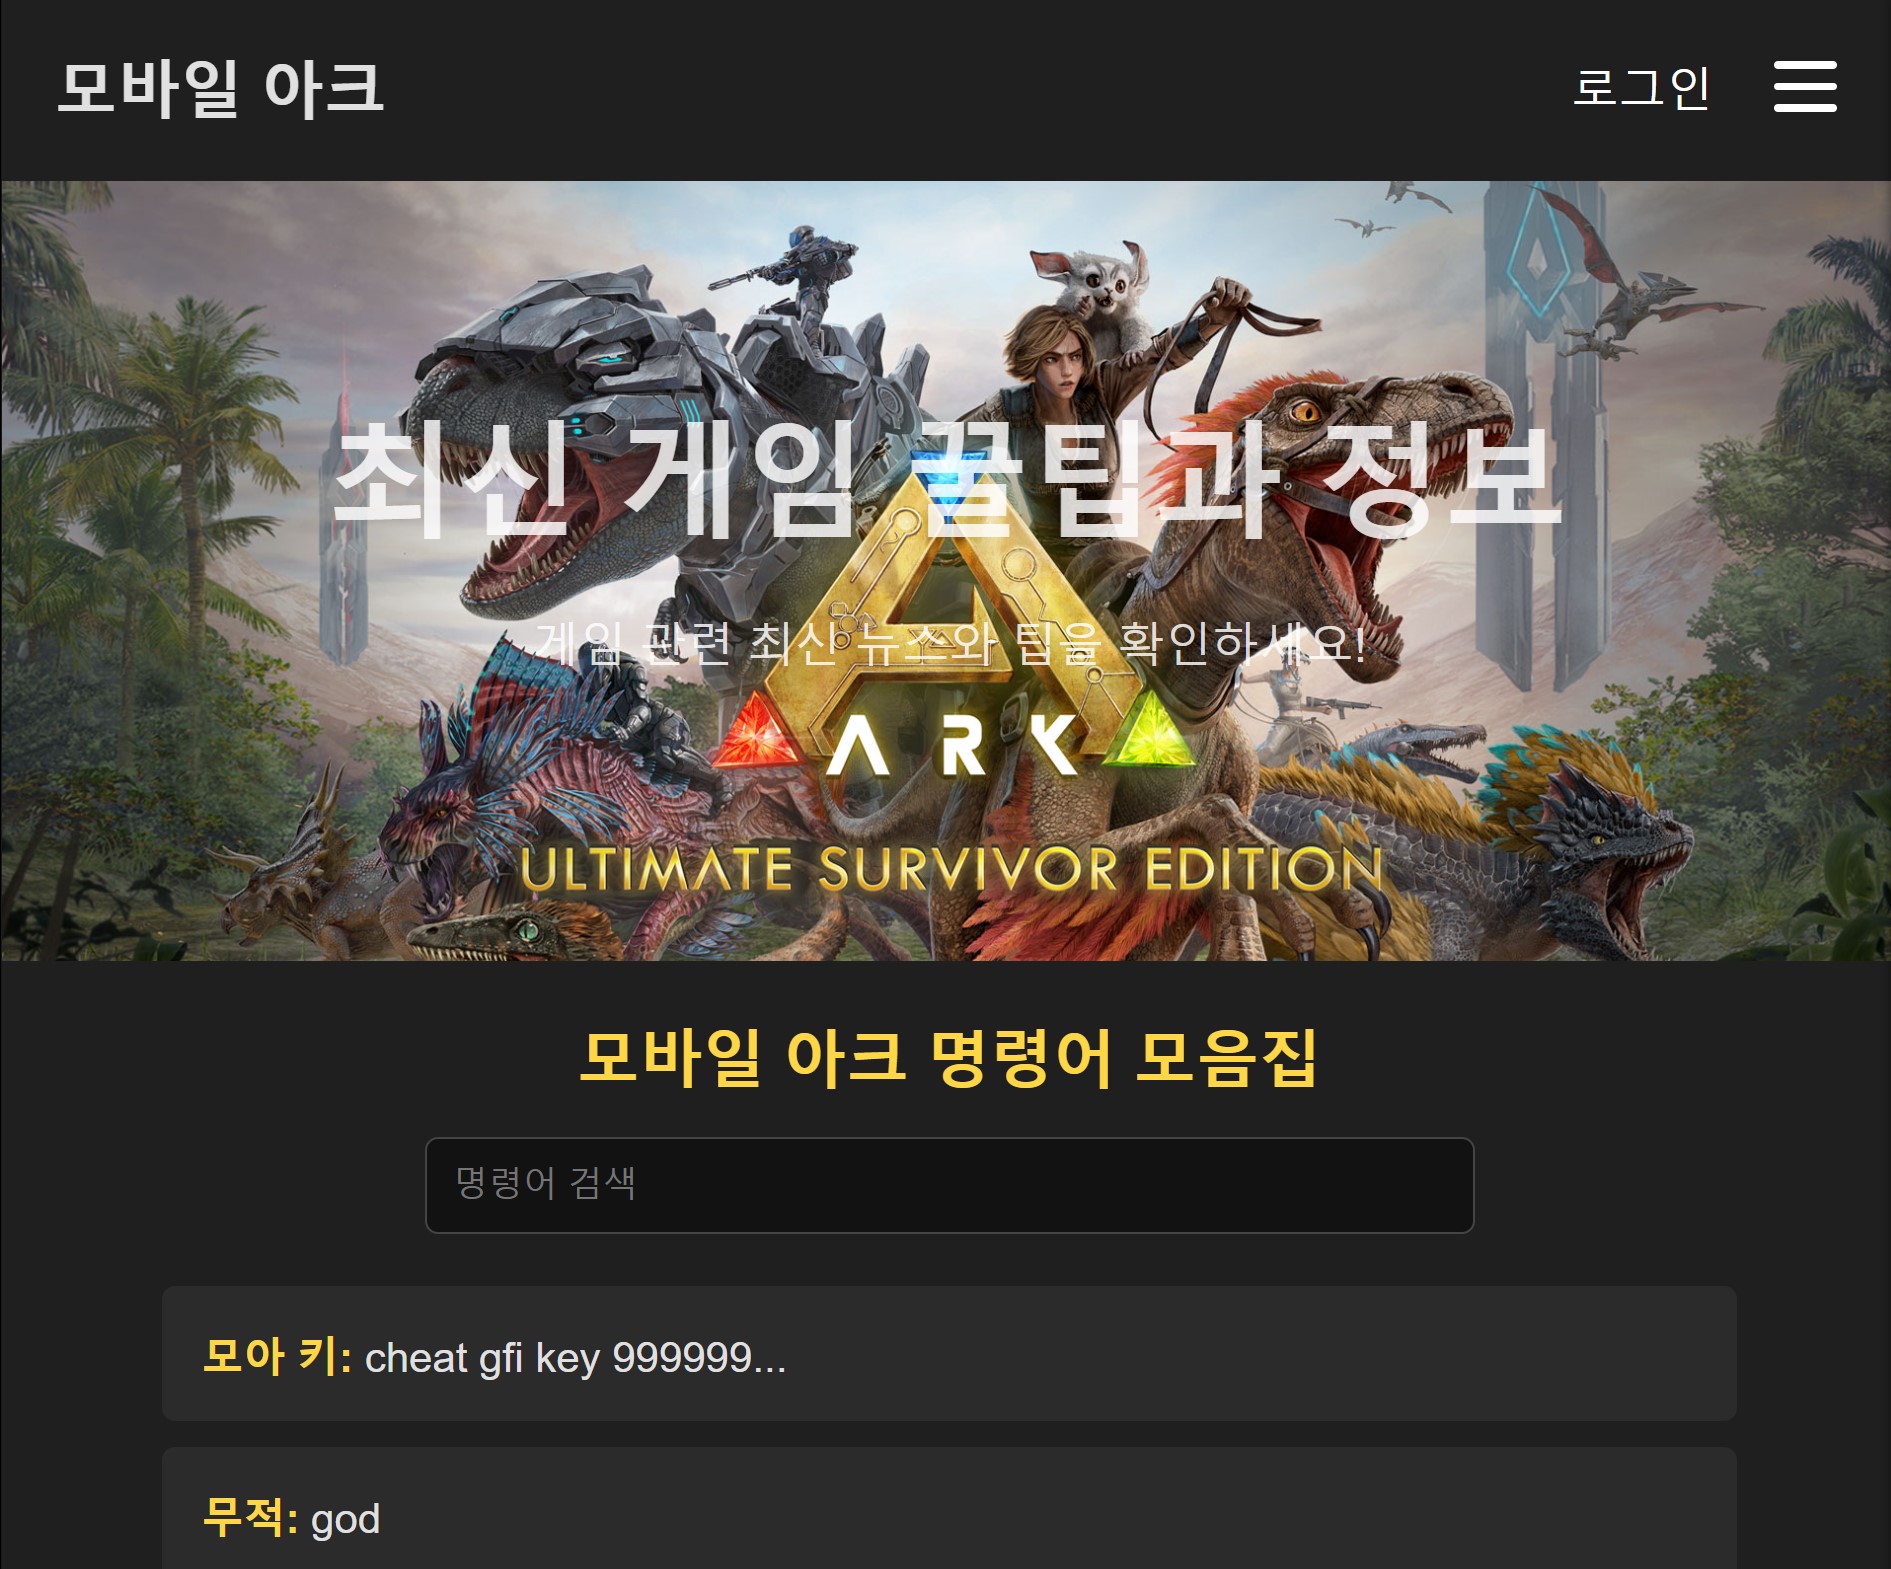 모바일 아크
로그인
최신 게임 꿀팁과 정보
게임 관련 최신 뉴스와 팁을 확인하세요!
ARK
ULTIMATE SURVIVOR EDITION
모바일 아크 명령어 모음집
명령어 검색
모아 키: cheat gfi key 999999...
무적: god